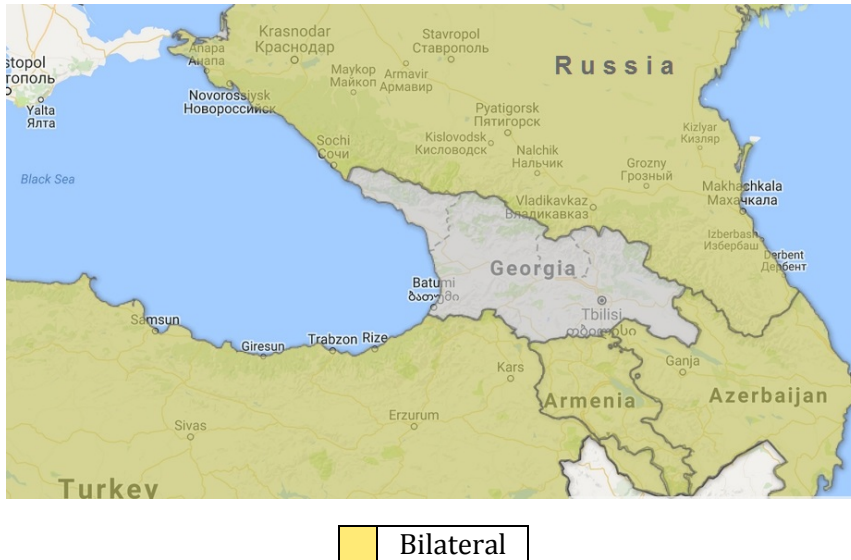 Krasnodar
Краснодар
Stavropol
Ставрополь
stopol
тополь
Anapa
Анапа
Maykop
Майкоп
Armavir
Армавир
Russia
Yalta
Ялта
Novorossiysk
Новороссийск
Pyatigorsk
Пятигорск
Sochi
Сочи
Kislovodsk
Кисловодск
Nalchik
Нальчик
Kizlyar
Кизляр
Grozny
Грозный
Black Sea
Makhachkala
Махачкала
Vladikavkaz
Владикавказ
Izberbash
Избербаш
Derbent
Дербент
Georgia
Batumi
ბათუმი
Tbilisi
თბილისი
Samsun
Giresun
Trabzon
Rize
Kars
Ganja
Armenia
Azerbaijan
Sivas
Erzurum
Turkey
Bilateral